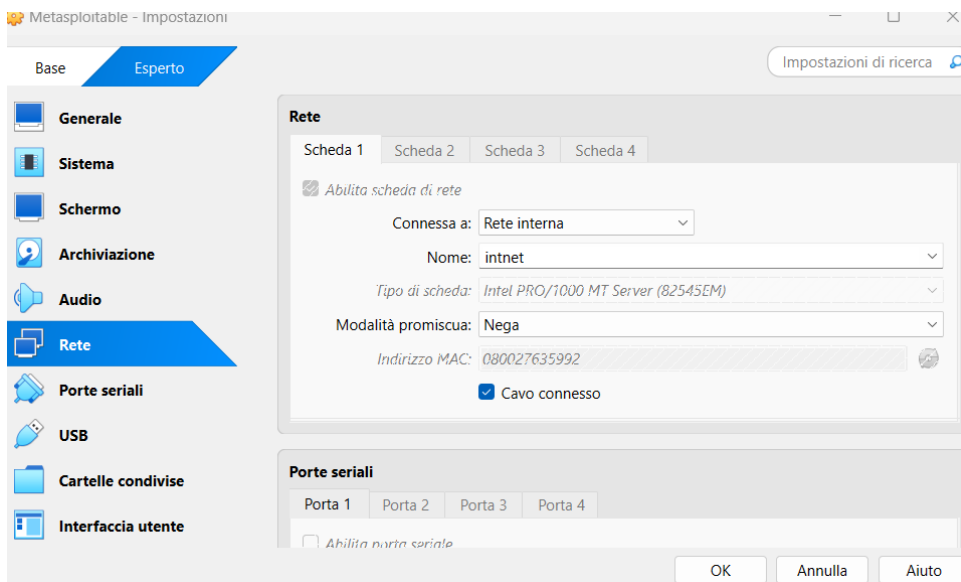 Metasploitable - Impostazioni
Base Esperto Impostazioni di ricerca
Generale
Sistema
Schermo
Archiviazione
Audio
Rete
Porte seriali
USB
Cartelle condivise
Interfaccia utente
Rete
Scheda 1 Scheda 2 Scheda 3 Scheda 4
Abilita scheda di rete
Connessa a: Rete interna
Nome: intnet
Tipo di scheda: Intel PRO/1000 MT Server (82545EM)
Modalità promiscua: Nega
Indirizzo MAC: 080027635992
Cavo connesso
Porte seriali
Porta 1 Porta 2 Porta 3 Porta 4
Abilita porta seriale
OK Annulla Aiuto